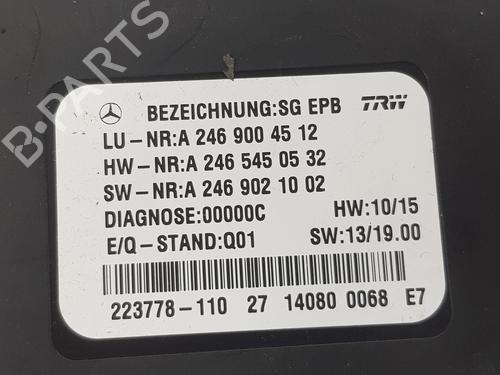 B-PARTS
BEZEICHNUNG:SG EPB TRW
LU-NR:A 246 900 45 12
HW-NR:A 246 545 05 32
SW-NR:A 246 902 10 02
DIAGNOSE:00000C HW:10/15
E/Q-STAND:Q01 SW:13/19.00
223778-110 27 14080 0068 E7